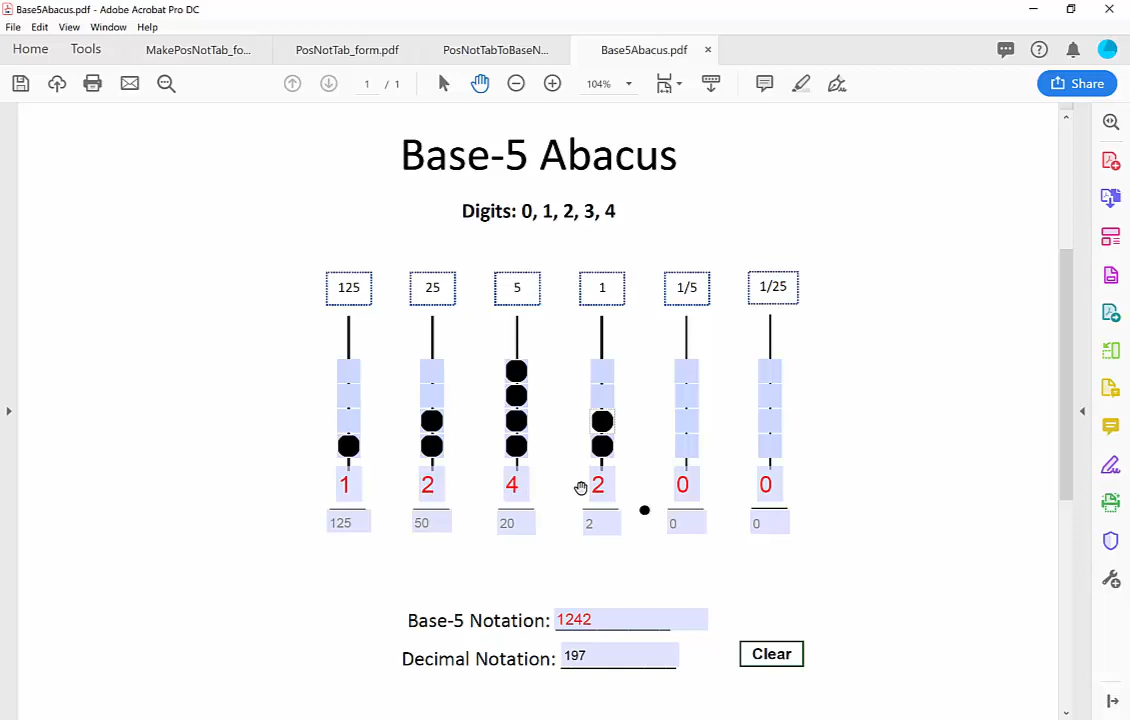 Base5Abacus.pdf - Adobe Acrobat Pro DC
File Edit View Window Help
Home Tools MakePosNotTab_fo... PosNotTab_form.pdf PosNotTabToBaseN... Base5Abacus.pdf ×
1 / 1 104% Share
Base-5 Abacus
Digits: 0, 1, 2, 3, 4
125 25 5 1 1/5 1/25
1 2 4 2 0 0
125 50 20 2 0 0
Base-5 Notation: 1242
Decimal Notation: 197 Clear